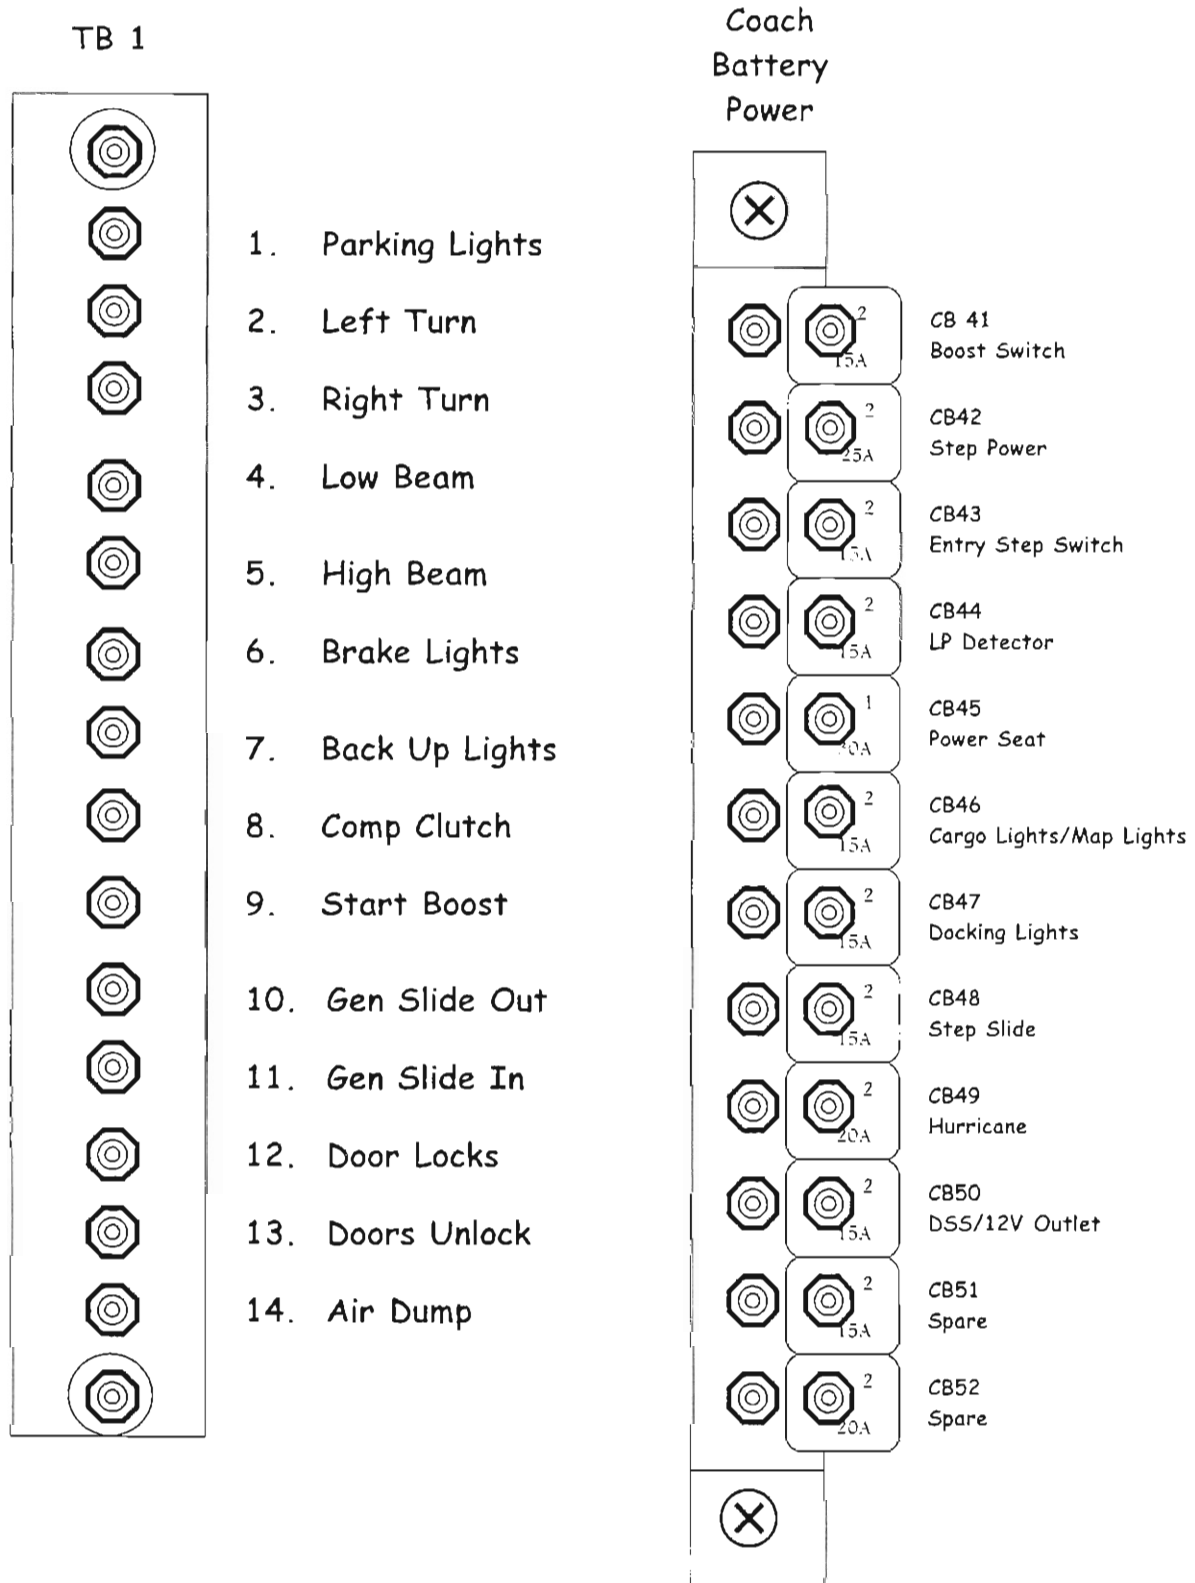 TB 1
1. Parking Lights
2. Left Turn
3. Right Turn
4. Low Beam
5. High Beam
6. Brake Lights
7. Back Up Lights
8. Comp Clutch
9. Start Boost
10. Gen Slide Out
11. Gen Slide In
12. Door Locks
13. Doors Unlock
14. Air Dump
Coach
Battery
Power
2
15A
CB 41
Boost Switch
2
25A
CB42
Step Power
2
15A
CB43
Entry Step Switch
2
15A
CB44
LP Detector
1
CB45
Power Seat
2
15A
CB46
Cargo Lights/Map Lights
2
15A
CB47
Docking Lights
2
15A
CB48
Step Slide
2
20A
CB49
Hurricane
2
15A
CB50
DSS/12V Outlet
2
15A
CB51
Spare
2
20A
CB52
Spare